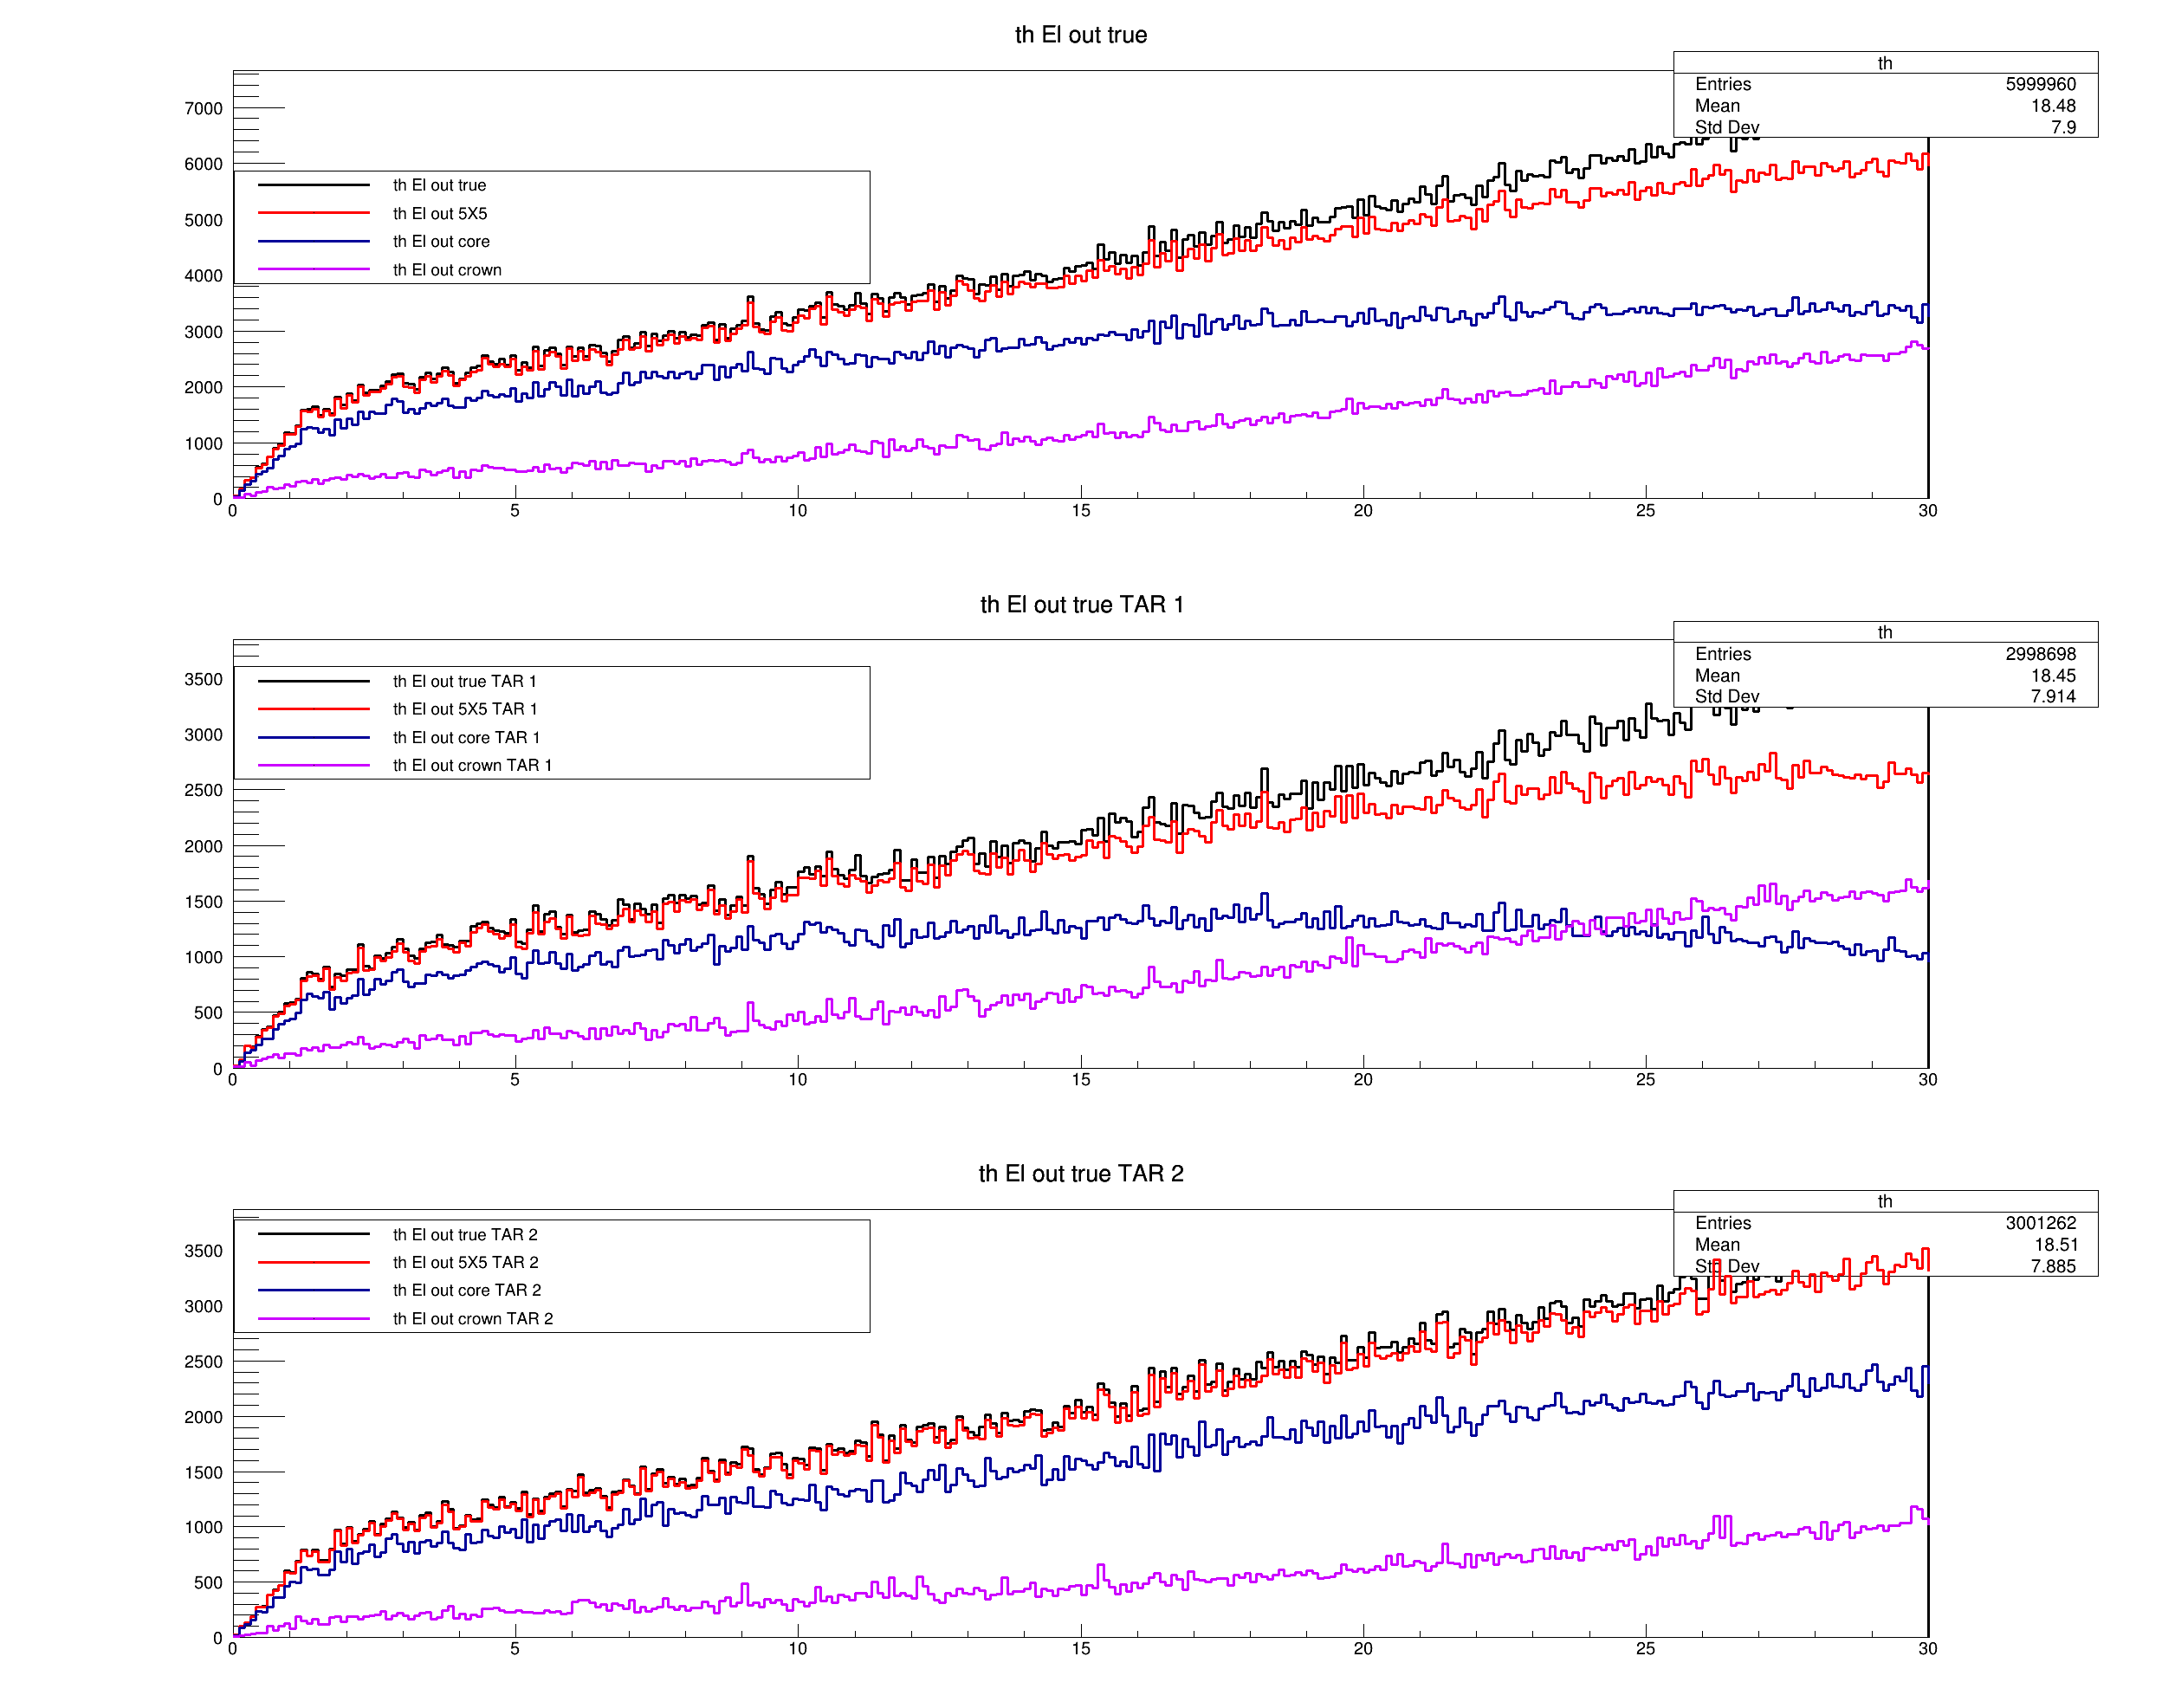 th El out true
th
Entries 5999960
Mean 18.48
Std Dev 7.9
7000
6000
5000
4000
3000
2000
1000
0
th El out true
th El out 5X5
th El out core
th El out crown
0 5 10 15 20 25 30
th El out true TAR 1
th
Entries 2998698
Mean 18.45
Std Dev 7.914
3500
3000
2500
2000
1500
1000
500
0
th El out true TAR 1
th El out 5X5 TAR 1
th El out core TAR 1
th El out crown TAR 1
0 5 10 15 20 25 30
th El out true TAR 2
th
Entries 3001262
Mean 18.51
Std Dev 7.885
3500
3000
2500
2000
1500
1000
500
0
th El out true TAR 2
th El out 5X5 TAR 2
th El out core TAR 2
th El out crown TAR 2
0 5 10 15 20 25 30